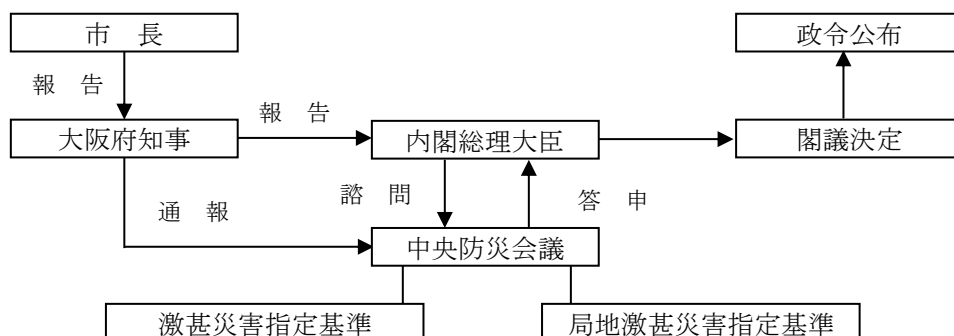 市　長
政令公布
報　告
報　告
大阪府知事
内閣総理大臣
閣議決定
諮　問
答　申
通　報
中央防災会議
激甚災害指定基準
局地激甚災害指定基準